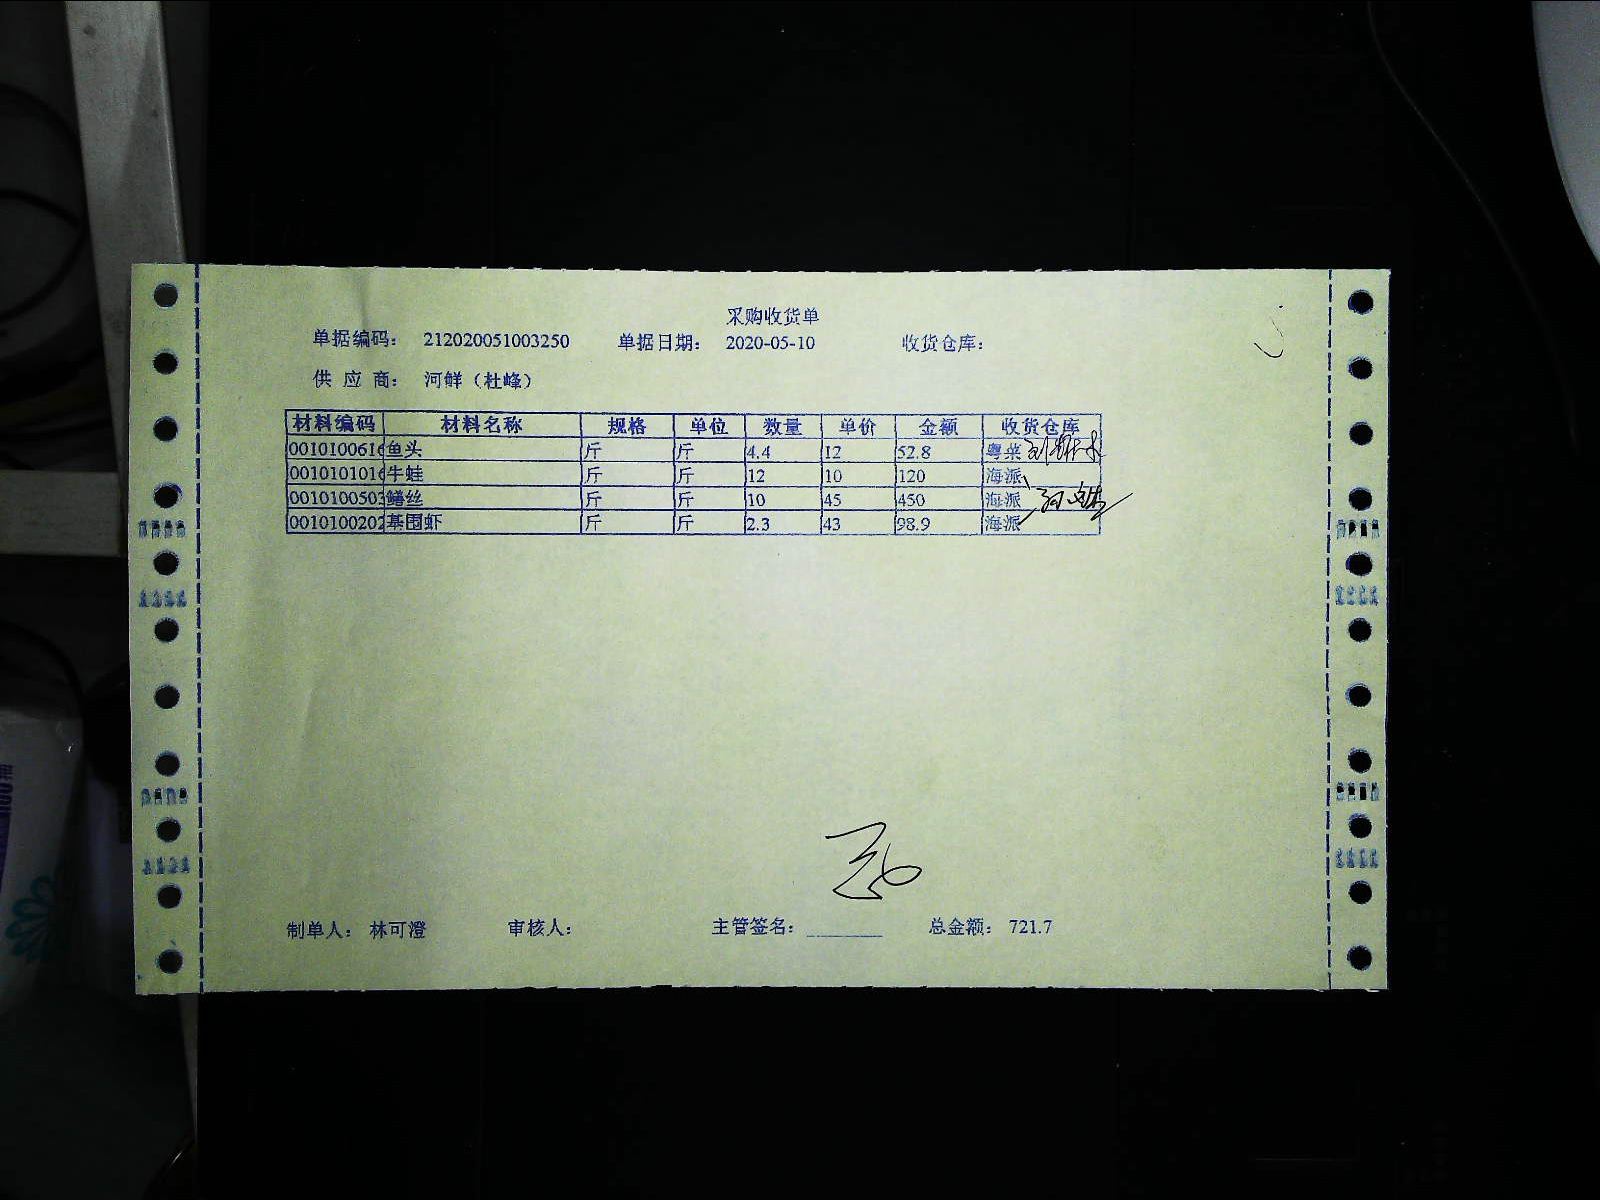 采购收货单
单据编码： 212020051003250 单据日期： 2020-05-10 收货仓库：
供 应 商： 河鲜（杜峰）
材料编码 材料名称 规格 单位 数量 单价 金额 收货仓库
0010100616 鱼头 斤 斤 4.4 12 52.8 粤菜
0010101016 牛蛙 斤 斤 12 10 120 海派
0010100503 鳝丝 斤 斤 10 45 450 海派
0010100202 基围虾 斤 斤 2.3 43 98.9 海派
制单人： 林可澄 审核人： 主管签名： 总金额： 721.7